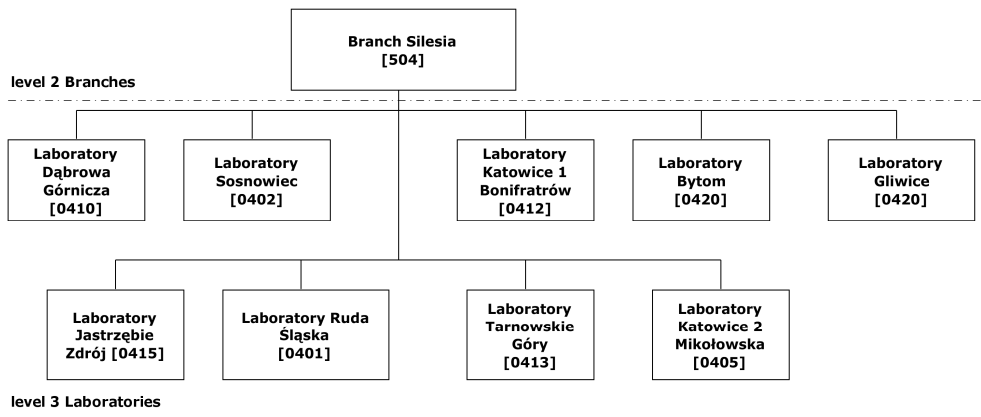 Branch Silesia
[504]
level 2 Branches
Laboratory
Dąbrowa
Górnicza
[0410]
Laboratory
Sosnowiec
[0402]
Laboratory
Katowice 1
Bonifratrów
[0412]
Laboratory
Bytom
[0420]
Laboratory
Gliwice
[0420]
Laboratory
Jastrzębie
Zdrój [0415]
Laboratory Ruda
Śląska
[0401]
Laboratory
Tarnowskie
Góry
[0413]
Laboratory
Katowice 2
Mikołowska
[0405]
level 3 Laboratories